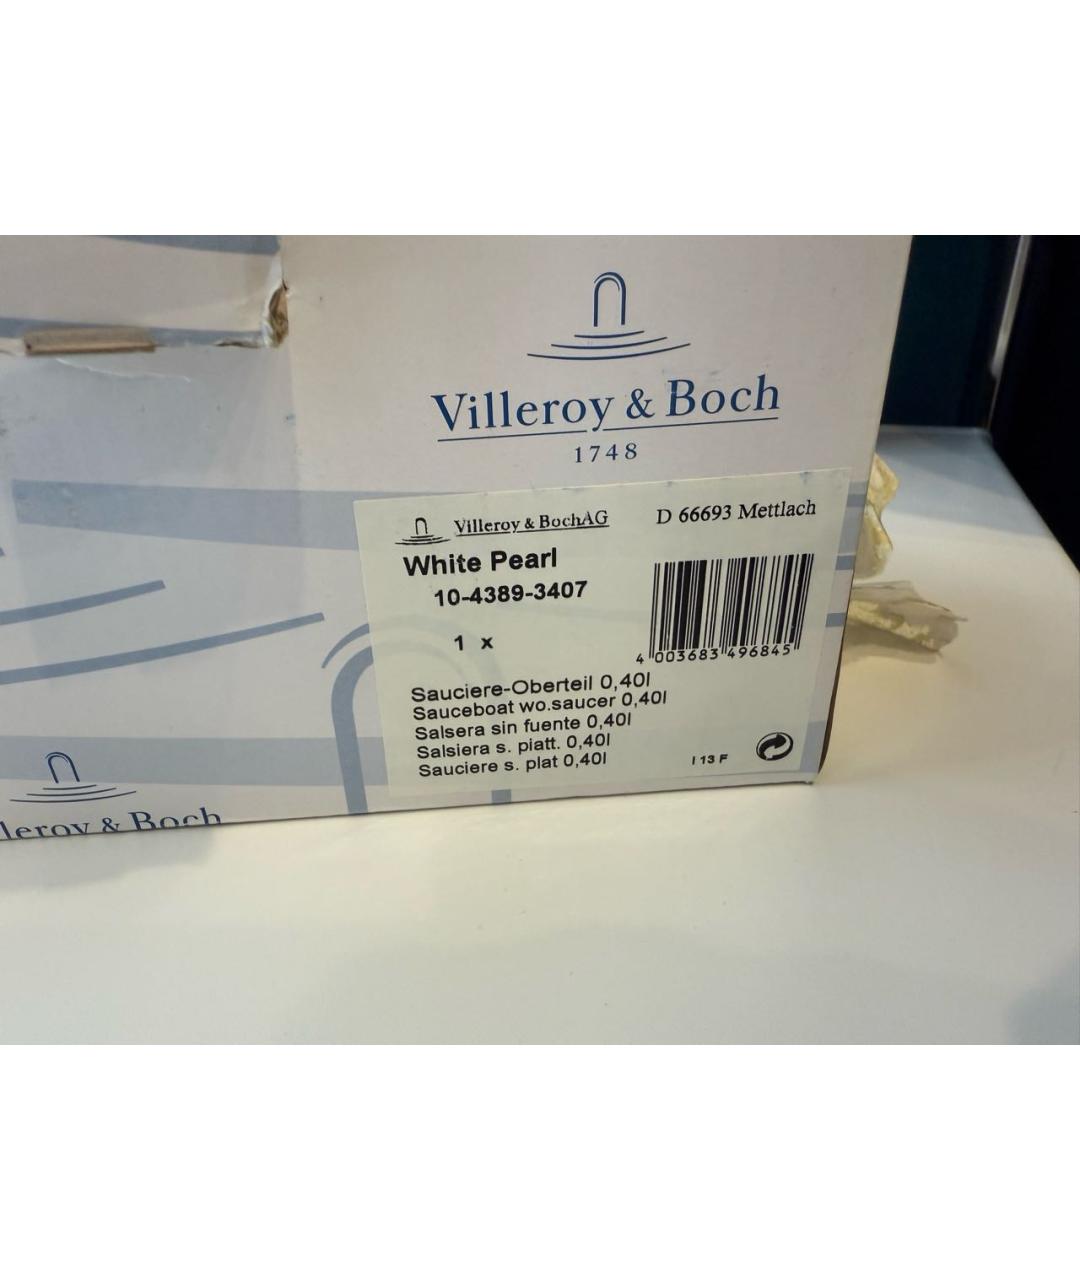 Villeroy & Boch
1748
Villeroy & BochAG
D 66693 Mettlach
White Pearl
10-4389-3407
1 x
4 003683 496845
Sauciere-Oberteil 0,40l
Sauceboat wo.saucer 0,40l
Salsera sin fuente 0,40l
Salsiera s. piatt. 0,40l
Sauciere s. plat 0,40l
I 13 F
leroy & Boch